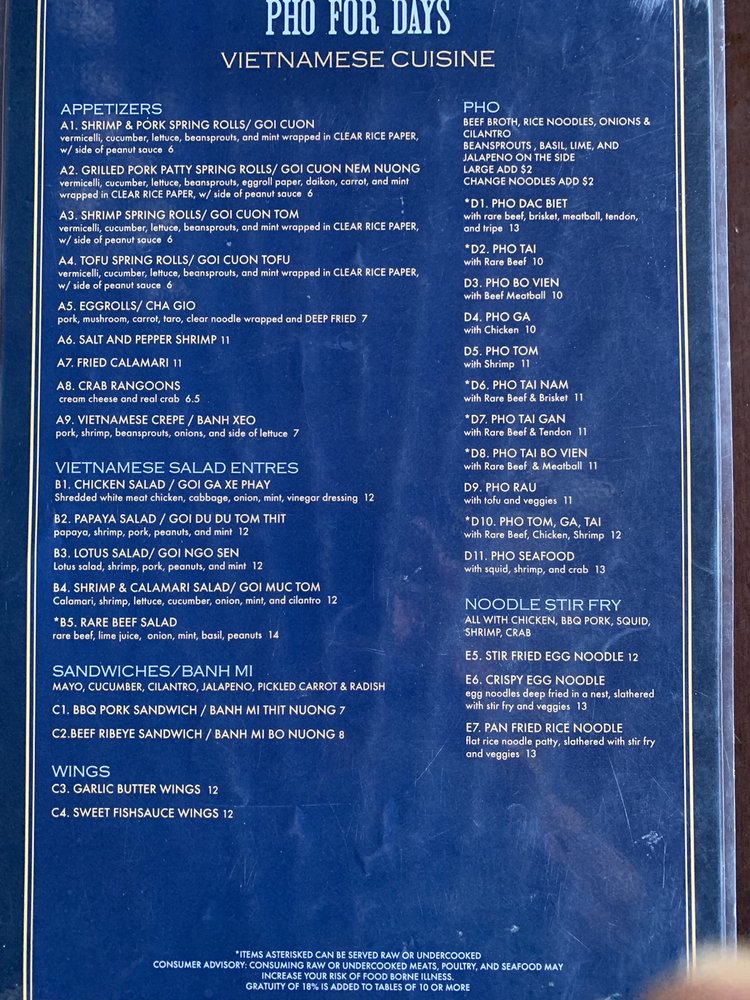 PHO FOR DAYS
VIETNAMESE CUISINE
APPETIZERS
A1. SHRIMP & PORK SPRING ROLLS/ GOI CUON
vermicelli, cucumber, lettuce, beansprouts, and mint wrapped in CLEAR RICE PAPER,
w/ side of peanut sauce 6
A2. GRILLED PORK PATTY SPRING ROLLS/ GOI CUON NEM NUONG
vermicelli, cucumber, lettuce, beansprouts, eggroll paper, daikon, carrot, and mint
wrapped in CLEAR RICE PAPER, w/ side of peanut sauce 6
A3. SHRIMP SPRING ROLLS/ GOI CUON TOM
vermicelli, cucumber, lettuce, beansprouts, and mint wrapped in CLEAR RICE PAPER,
w/ side of peanut sauce 6
A4. TOFU SPRING ROLLS/ GOI CUON TOFU
vermicelli, cucumber, lettuce, beansprouts, and mint wrapped in CLEAR RICE PAPER,
w/ side of peanut sauce 6
A5. EGGROLLS/ CHA GIO
pork, mushroom, carrot, taro, clear noodle wrapped and DEEP FRIED 7
A6. SALT AND PEPPER SHRIMP 11
A7. FRIED CALAMARI 11
A8. CRAB RANGOONS
cream cheese and real crab 6.5
A9. VIETNAMESE CREPE / BANH XEO
pork, shrimp, beansprouts, onions, and side of lettuce 7
VIETNAMESE SALAD ENTRES
B1. CHICKEN SALAD / GOI GA XE PHAY
Shredded white meat chicken, cabbage, onion, mint, vinegar dressing 12
B2. PAPAYA SALAD / GOI DU DU TOM THIT
papaya, shrimp, pork, peanuts, and mint 12
B3. LOTUS SALAD/ GOI NGO SEN
Lotus salad, shrimp, pork, peanuts, and mint 12
B4. SHRIMP & CALAMARI SALAD/ GOI MUC TOM
Calamari, shrimp, lettuce, cucumber, onion, mint, and cilantro 12
*B5. RARE BEEF SALAD
rare beef, lime juice, onion, mint, basil, peanuts 14
SANDWICHES/BANH MI
MAYO, CUCUMBER, CILANTRO, JALAPENO, PICKLED CARROT & RADISH
C1. BBQ PORK SANDWICH / BANH MI THIT NUONG 7
C2.BEEF RIBEYE SANDWICH / BANH MI BO NUONG 8
WINGS
C3. GARLIC BUTTER WINGS 12
C4. SWEET FISHSAUCE WINGS 12
PHO
BEEF BROTH, RICE NOODLES, ONIONS &
CILANTRO
BEANSPROUTS , BASIL, LIME, AND
JALAPENO ON THE SIDE
LARGE ADD $2
CHANGE NOODLES ADD $2
*D1. PHO DAC BIET
with rare beef, brisket, meatball, tendon,
and tripe 13
*D2. PHO TAI
with Rare Beef 10
D3. PHO BO VIEN
with Beef Meatball 10
D4. PHO GA
with Chicken 10
D5. PHO TOM
with Shrimp 11
*D6. PHO TAI NAM
with Rare Beef & Brisket 11
*D7. PHO TAI GAN
with Rare Beef & Tendon 11
*D8. PHO TAI BO VIEN
with Rare Beef & Meatball 11
D9. PHO RAU
with tofu and veggies 11
*D10. PHO TOM, GA, TAI
with Rare Beef, Chicken, Shrimp 12
D11. PHO SEAFOOD
with squid, shrimp, and crab 13
NOODLE STIR FRY
ALL WITH CHICKEN, BBQ PORK, SQUID,
SHRIMP, CRAB
E5. STIR FRIED EGG NOODLE 12
E6. CRISPY EGG NOODLE
egg noodles deep fried in a nest, slathered
with stir fry and veggies 13
E7. PAN FRIED RICE NOODLE
flat rice noodle patty, slathered with stir fry
and veggies 13
*ITEMS ASTERISKED CAN BE SERVED RAW OR UNDERCOOKED
CONSUMER ADVISORY: CONSUMING RAW OR UNDERCOOKED MEATS, POULTRY, AND SEAFOOD MAY
INCREASE YOUR RISK OF FOOD BORNE ILLNESS.
GRATUITY OF 18% IS ADDED TO TABLES OF 10 OR MORE